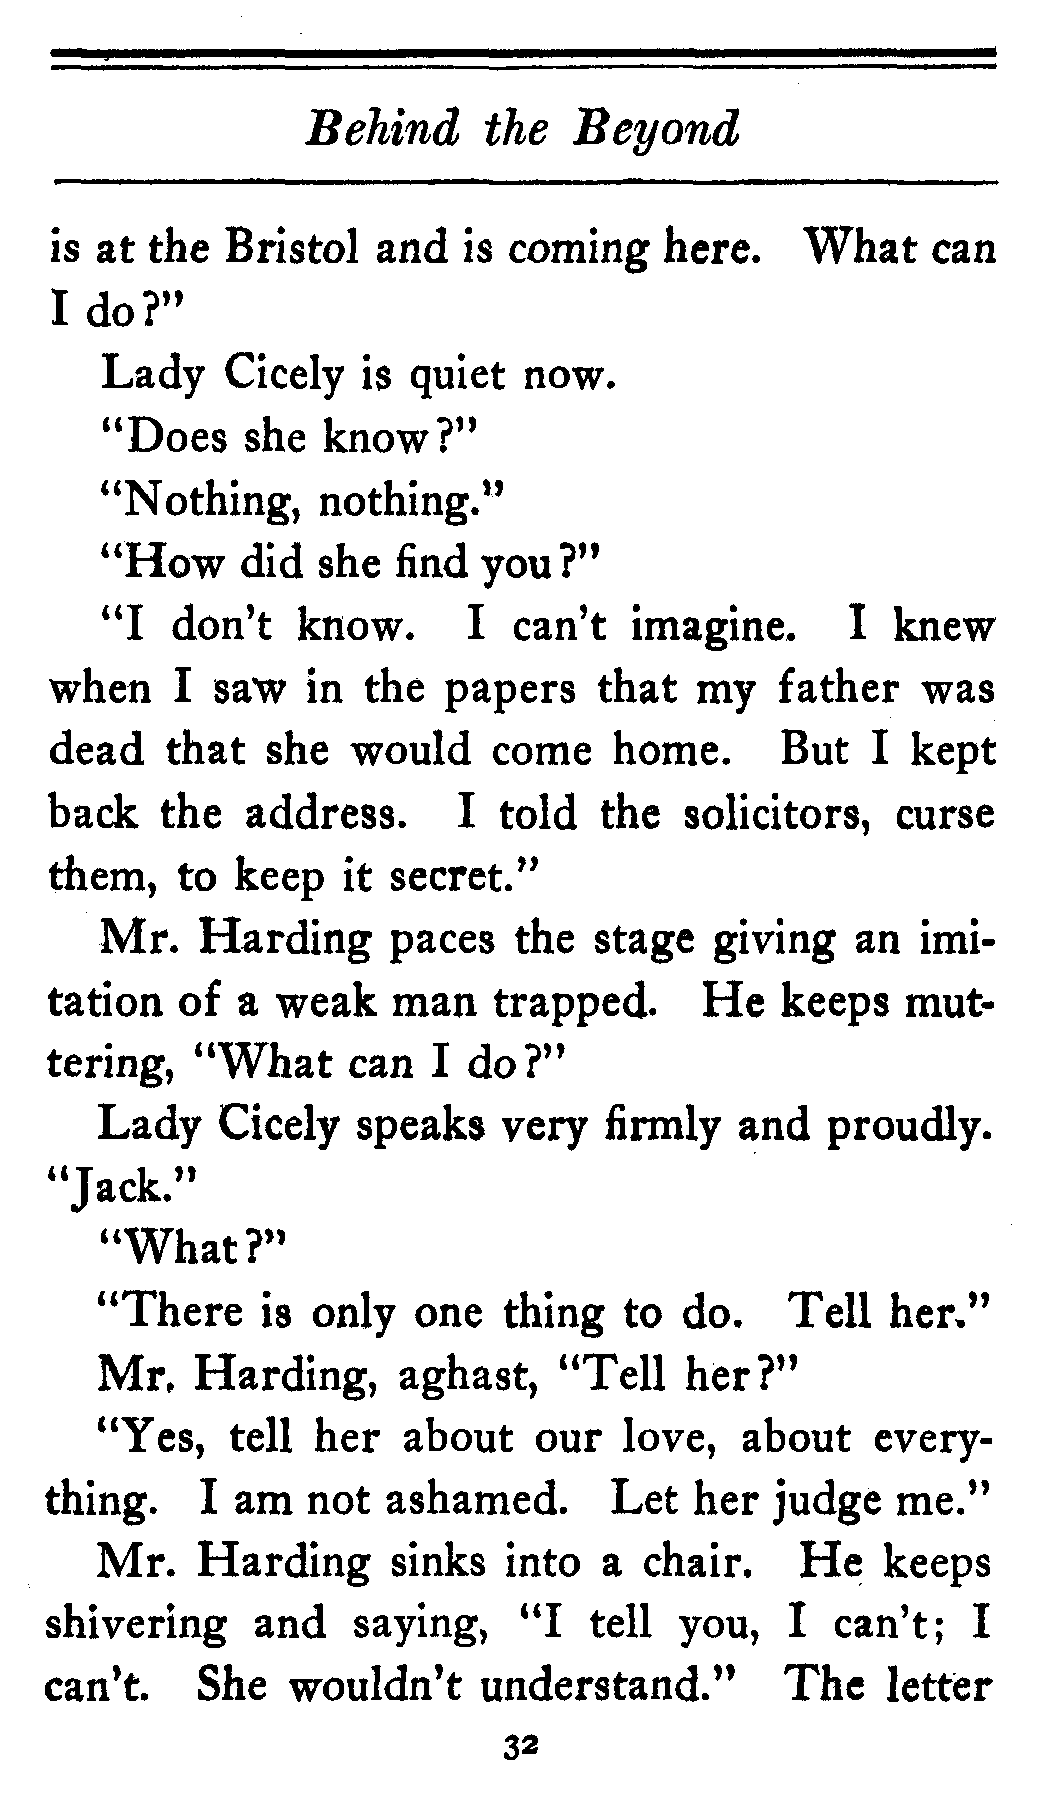 Behind the Beyond
is at the Bristol and is coming here. What can
I do?"
Lady Cicely is quiet now.
"Does she know?"
"Nothing, nothing."
"How did she find you?"
"I don't know. I can't imagine. I knew
when I saw in the papers that my father was
dead that she would come home. But I kept
back the address. I told the solicitors, curse
them, to keep it secret."
Mr. Harding paces the stage giving an imi-
tation of a weak man trapped. He keeps mut-
tering, "What can I do?"
Lady Cicely speaks very firmly and proudly.
"Jack."
"What?"
"There is only one thing to do. Tell her."
Mr. Harding, aghast, "Tell her?"
"Yes, tell her about our love, about every-
thing. I am not ashamed. Let her judge me."
Mr. Harding sinks into a chair. He keeps
shivering and saying, "I tell you, I can't; I
can't. She wouldn't understand." The letter
32